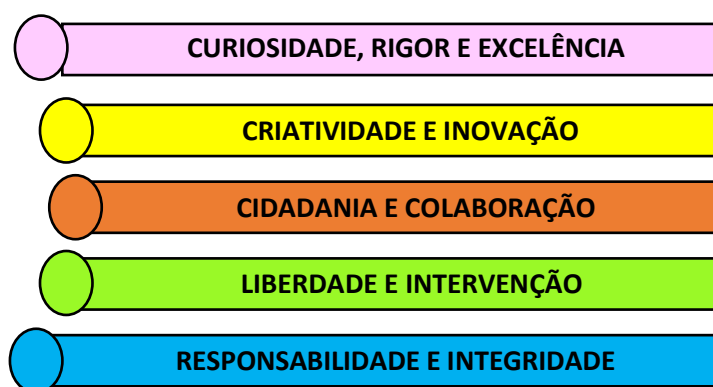 CURIOSIDADE, RIGOR E EXCELÊNCIA
CRIATIVIDADE E INOVAÇÃO
CIDADANIA E COLABORAÇÃO
LIBERDADE E INTERVENÇÃO
RESPONSABILIDADE E INTEGRIDADE